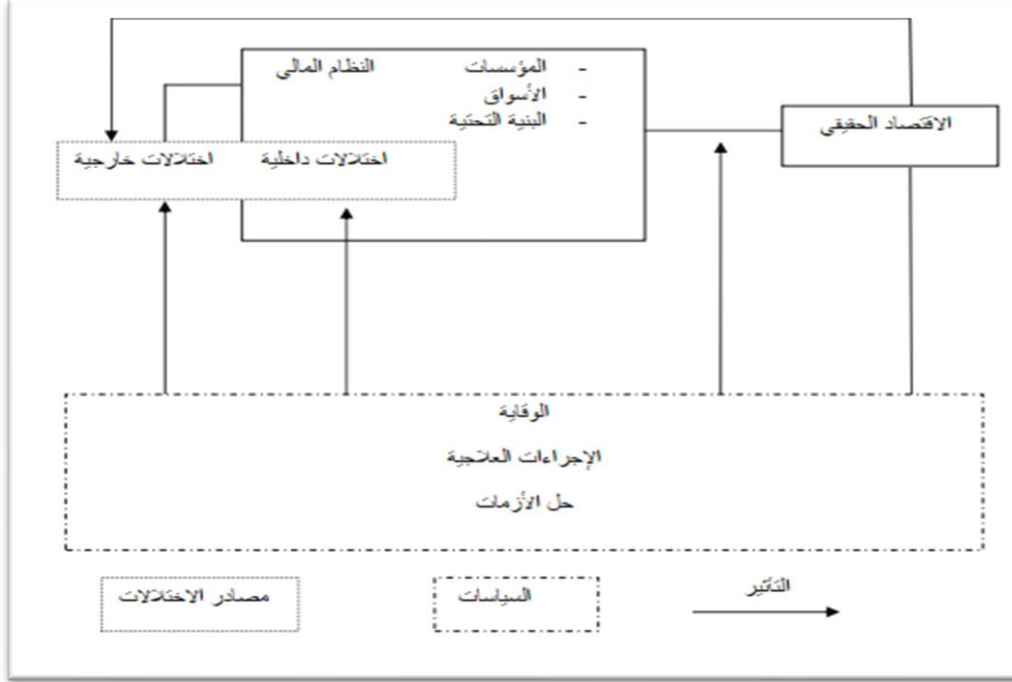 النظام المالي
- المؤسسات
- الأسواق
- البنية التحتية
الاقتصاد الحقيقي
اختلالات داخلية
اختلالات خارجية
الوقاية
الإجراءات العلاجية
حل الأزمات
التأثير
السياسات
مصادر الاختلالات